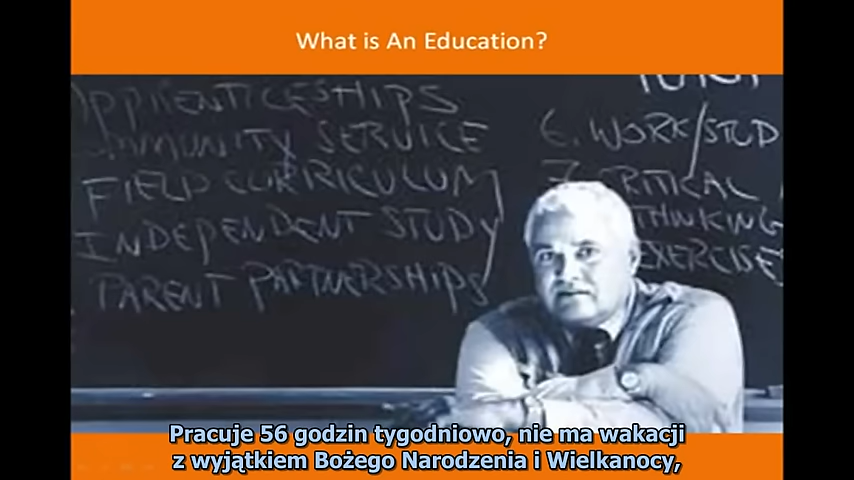 What is An Education?
APPRENTICESHIPS
COMMUNITY SERVICE
FIELD CURRICULUM
INDEPENDENT STUDY
PARENT PARTNERSHIPS
6. WORK/STUD
7. CRITICAL
THINKING
EXERCISE
Pracuje 56 godzin tygodniowo, nie ma wakacji
z wyjątkiem Bożego Narodzenia i Wielkanocy,